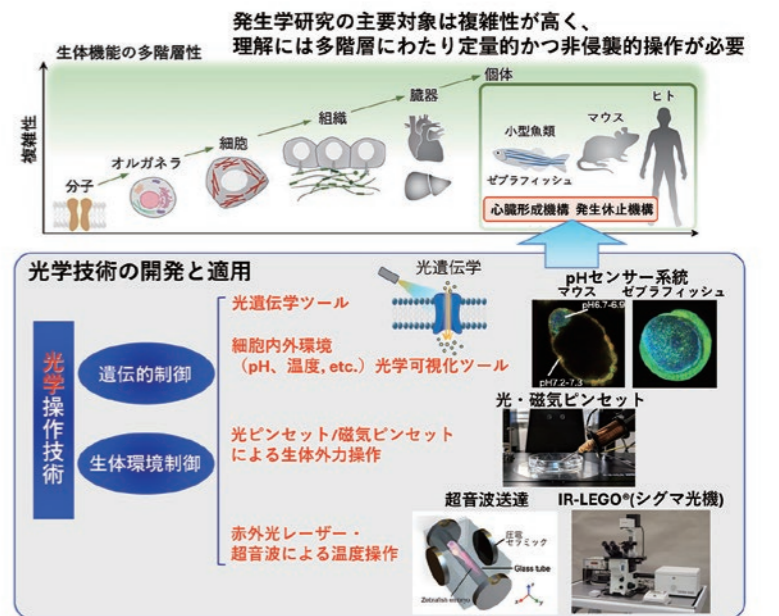 発生学研究の主要対象は複雑性が高く、
理解には多階層にわたり定量的かつ非侵襲的操作が必要
生体機能の多階層性
複雑性
分子
オルガネラ
細胞
組織
臓器
個体
小型魚類
ゼブラフィッシュ
マウス
ヒト
心臓形成機構 発生休止機構
光学技術の開発と適用
光学操作技術
遺伝的制御
生体環境制御
光遺伝学ツール
細胞内外環境
（pH、温度, etc.）光学可視化ツール
光ピンセット/磁気ピンセット
による生体外力操作
赤外光レーザー・
超音波による温度操作
光遺伝学
pHセンサー系統
マウス
ゼブラフィッシュ
pH6.7-6.9
pH7.2-7.3
光・磁気ピンセット
超音波送達
圧電
セラミック
Glass tube
Zebrafish embryo
x
y
z
IR-LEGO®(シグマ光機)